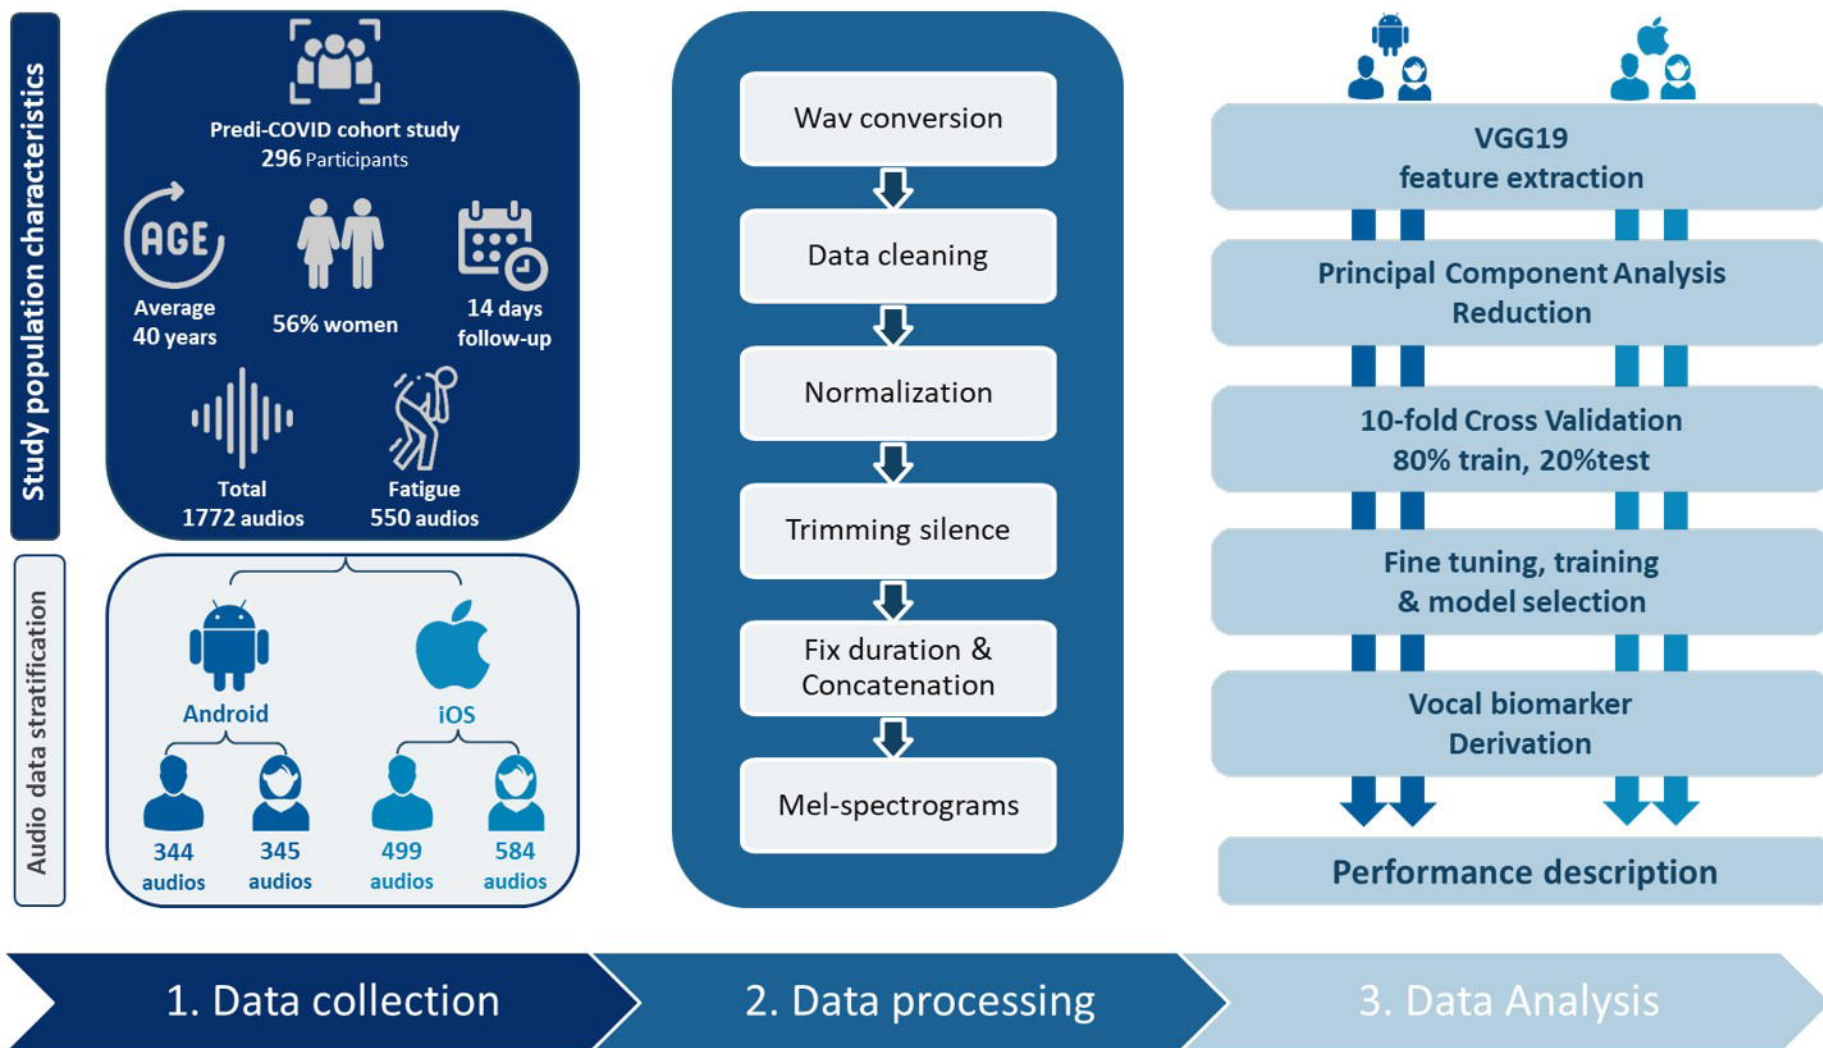 Study population characteristics
Predi-COVID cohort study
296 Participants
AGE
Average
40 years
56% women
14 days
follow-up
Total
1772 audios
Fatigue
550 audios
Audio data stratification
Android
iOS
344
audios
345
audios
499
audios
584
audios
Wav conversion
Data cleaning
Normalization
Trimming silence
Fix duration &
Concatenation
Mel-spectrograms
VGG19
feature extraction
Principal Component Analysis
Reduction
10-fold Cross Validation
80% train, 20%test
Fine tuning, training
& model selection
Vocal biomarker
Derivation
Performance description
1. Data collection
2. Data processing
3. Data Analysis